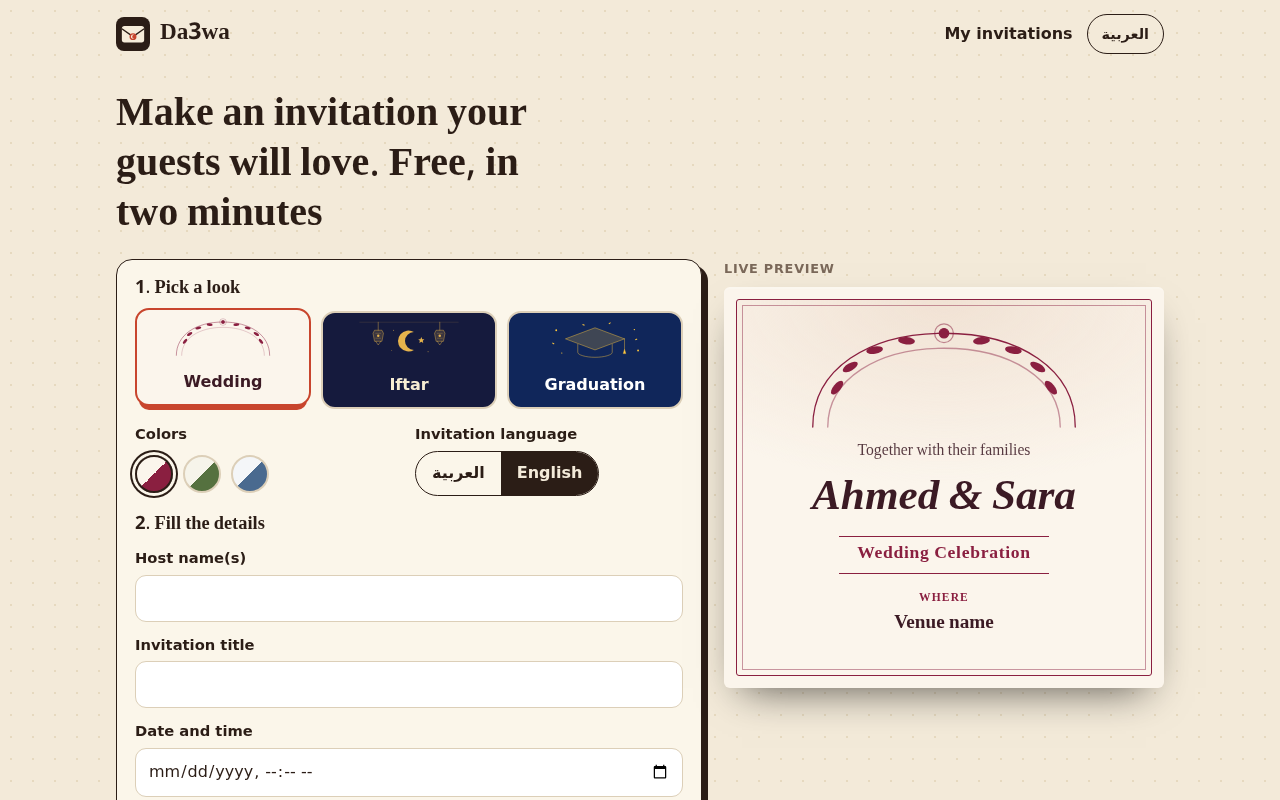 Da3wa
My invitations
العربية
Make an invitation your
guests will love. Free, in
two minutes
1. Pick a look
Wedding
Iftar
Graduation
Colors
Invitation language
العربية
English
2. Fill the details
Host name(s)
Invitation title
Date and time
mm/dd/yyyy, --:-- --
LIVE PREVIEW
Together with their families
Ahmed & Sara
Wedding Celebration
WHERE
Venue name